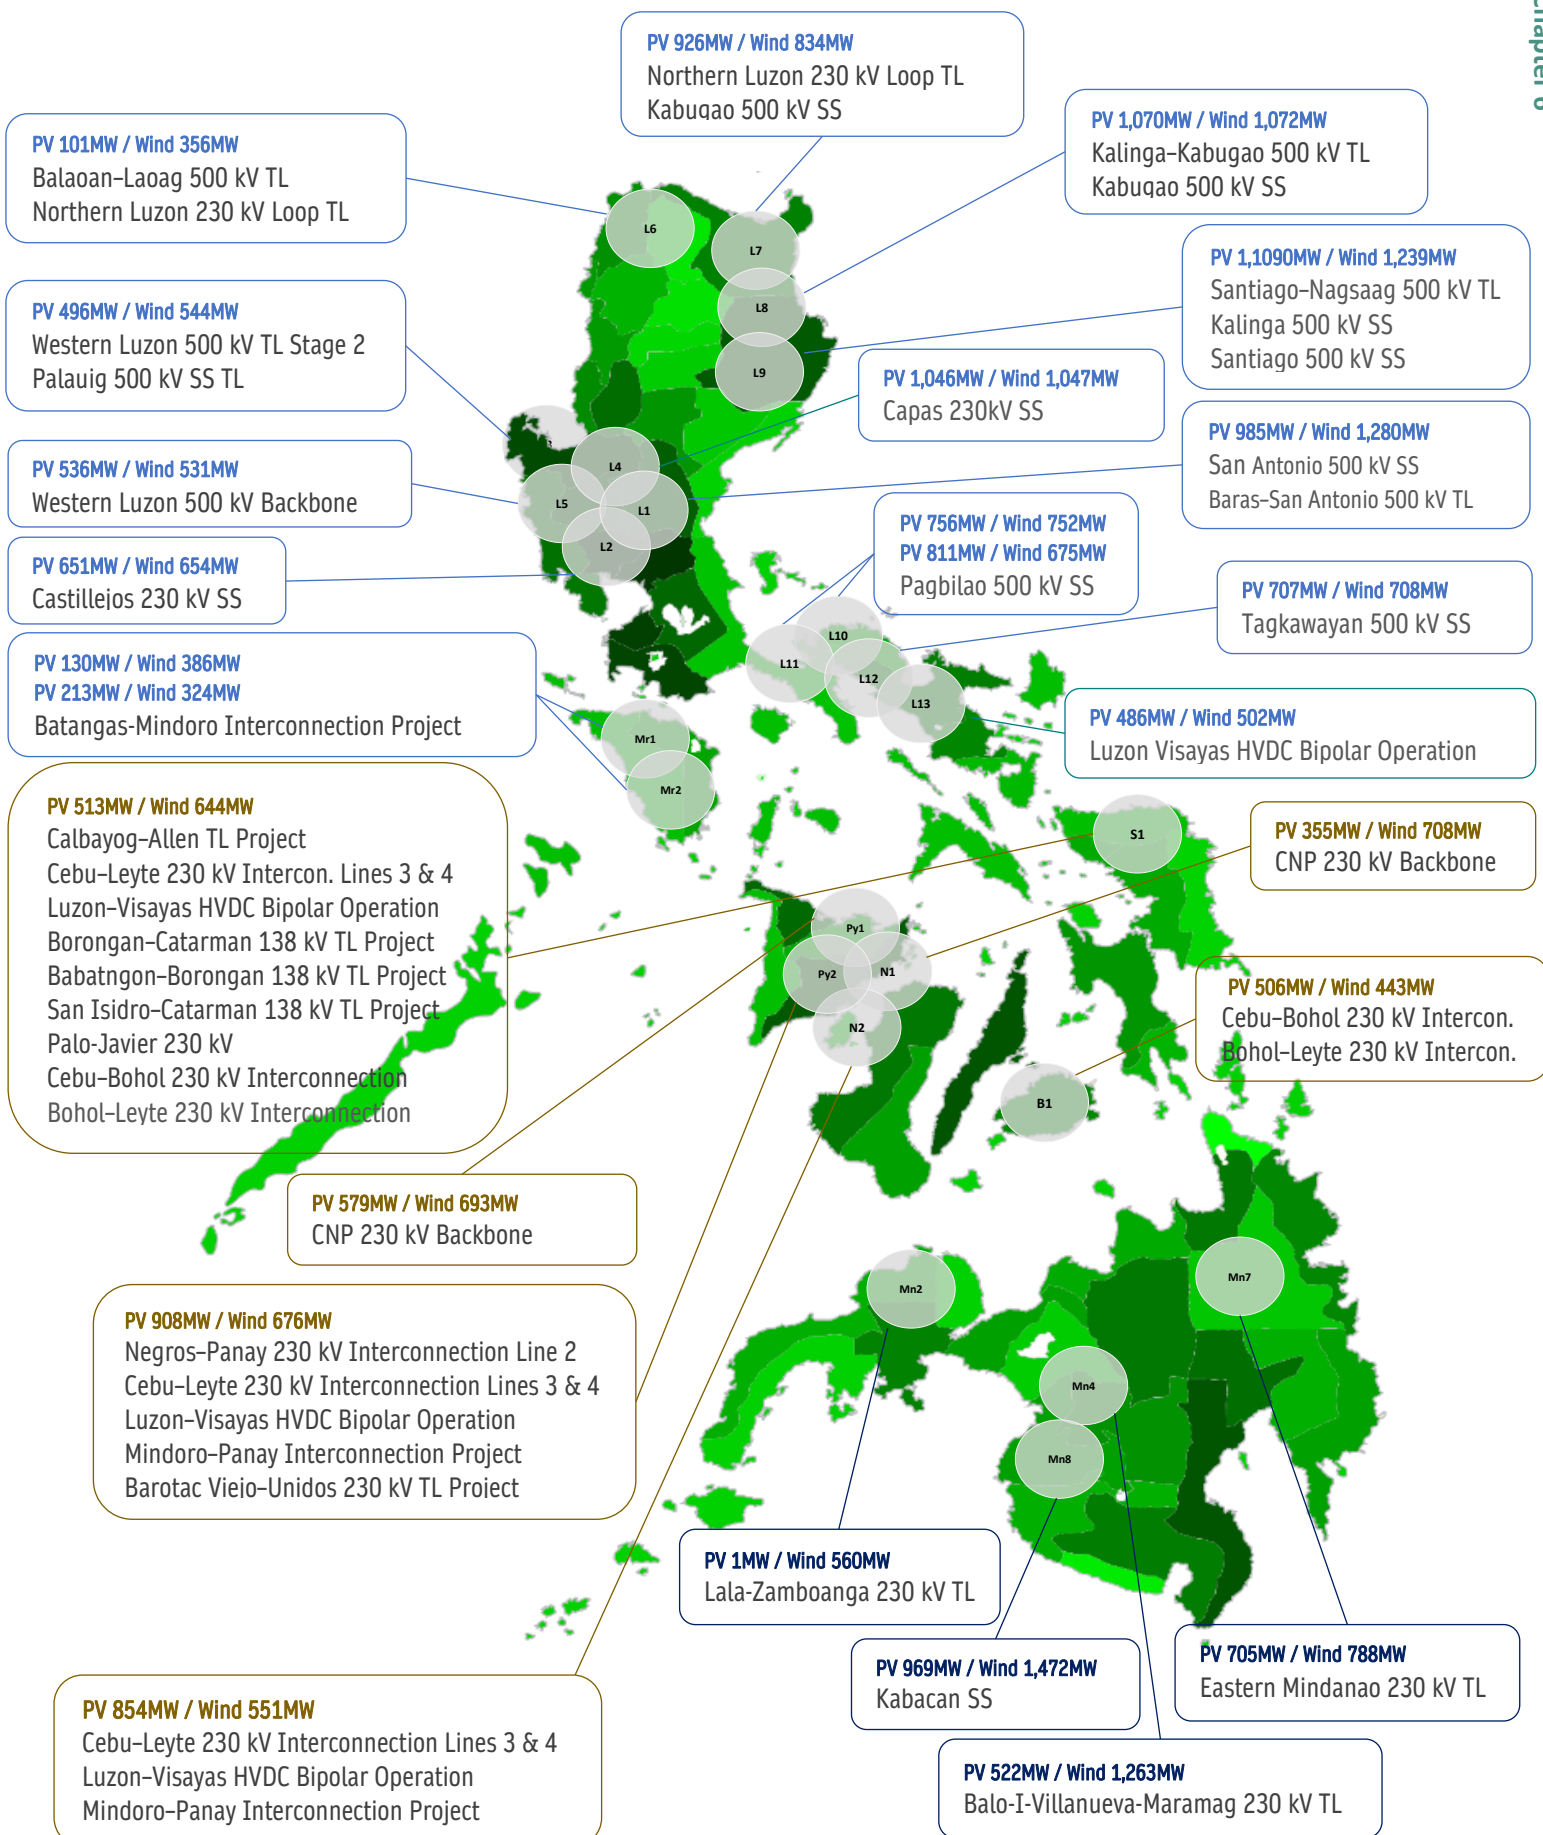 Chapter 6
PV 926MW / Wind 834MW
Northern Luzon 230 kV Loop TL
Kabugao 500 kV SS
PV 1,070MW / Wind 1,072MW
Kalinga–Kabugao 500 kV TL
Kabugao 500 kV SS
PV 101MW / Wind 356MW
Balaoan–Laoag 500 kV TL
Northern Luzon 230 kV Loop TL
PV 1,1090MW / Wind 1,239MW
Santiago–Nagsaag 500 kV TL
Kalinga 500 kV SS
Santiago 500 kV SS
PV 496MW / Wind 544MW
Western Luzon 500 kV TL Stage 2
Palauig 500 kV SS TL
PV 1,046MW / Wind 1,047MW
Capas 230kV SS
PV 536MW / Wind 531MW
Western Luzon 500 kV Backbone
PV 985MW / Wind 1,280MW
San Antonio 500 kV SS
Baras–San Antonio 500 kV TL
PV 756MW / Wind 752MW
PV 811MW / Wind 675MW
Pagbilao 500 kV SS
PV 651MW / Wind 654MW
Castillejos 230 kV SS
PV 707MW / Wind 708MW
Tagkawayan 500 kV SS
PV 130MW / Wind 386MW
PV 213MW / Wind 324MW
Batangas-Mindoro Interconnection Project
PV 486MW / Wind 502MW
Luzon Visayas HVDC Bipolar Operation
PV 513MW / Wind 644MW
Calbayog–Allen TL Project
Cebu–Leyte 230 kV Intercon. Lines 3 & 4
Luzon–Visayas HVDC Bipolar Operation
Borongan–Catarman 138 kV TL Project
Babatngon–Borongan 138 kV TL Project
San Isidro–Catarman 138 kV TL Project
Palo-Javier 230 kV
Cebu–Bohol 230 kV Interconnection
Bohol–Leyte 230 kV Interconnection
PV 355MW / Wind 708MW
CNP 230 kV Backbone
PV 506MW / Wind 443MW
Cebu–Bohol 230 kV Intercon.
Bohol–Leyte 230 kV Intercon.
PV 579MW / Wind 693MW
CNP 230 kV Backbone
PV 908MW / Wind 676MW
Negros–Panay 230 kV Interconnection Line 2
Cebu–Leyte 230 kV Interconnection Lines 3 & 4
Luzon–Visayas HVDC Bipolar Operation
Mindoro–Panay Interconnection Project
Barotac Viejo–Unidos 230 kV TL Project
PV 1MW / Wind 560MW
Lala-Zamboanga 230 kV TL
PV 969MW / Wind 1,472MW
Kabacan SS
PV 705MW / Wind 788MW
Eastern Mindanao 230 kV TL
PV 854MW / Wind 551MW
Cebu–Leyte 230 kV Interconnection Lines 3 & 4
Luzon–Visayas HVDC Bipolar Operation
Mindoro–Panay Interconnection Project
PV 522MW / Wind 1,263MW
Balo-I-Villanueva-Maramag 230 kV TL
L6
L7
L8
L9
L4
L5
L1
L2
L10
L11
L12
L13
Mr1
Mr2
S1
Py1
Py2
N1
N2
B1
Mn2
Mn7
Mn4
Mn8